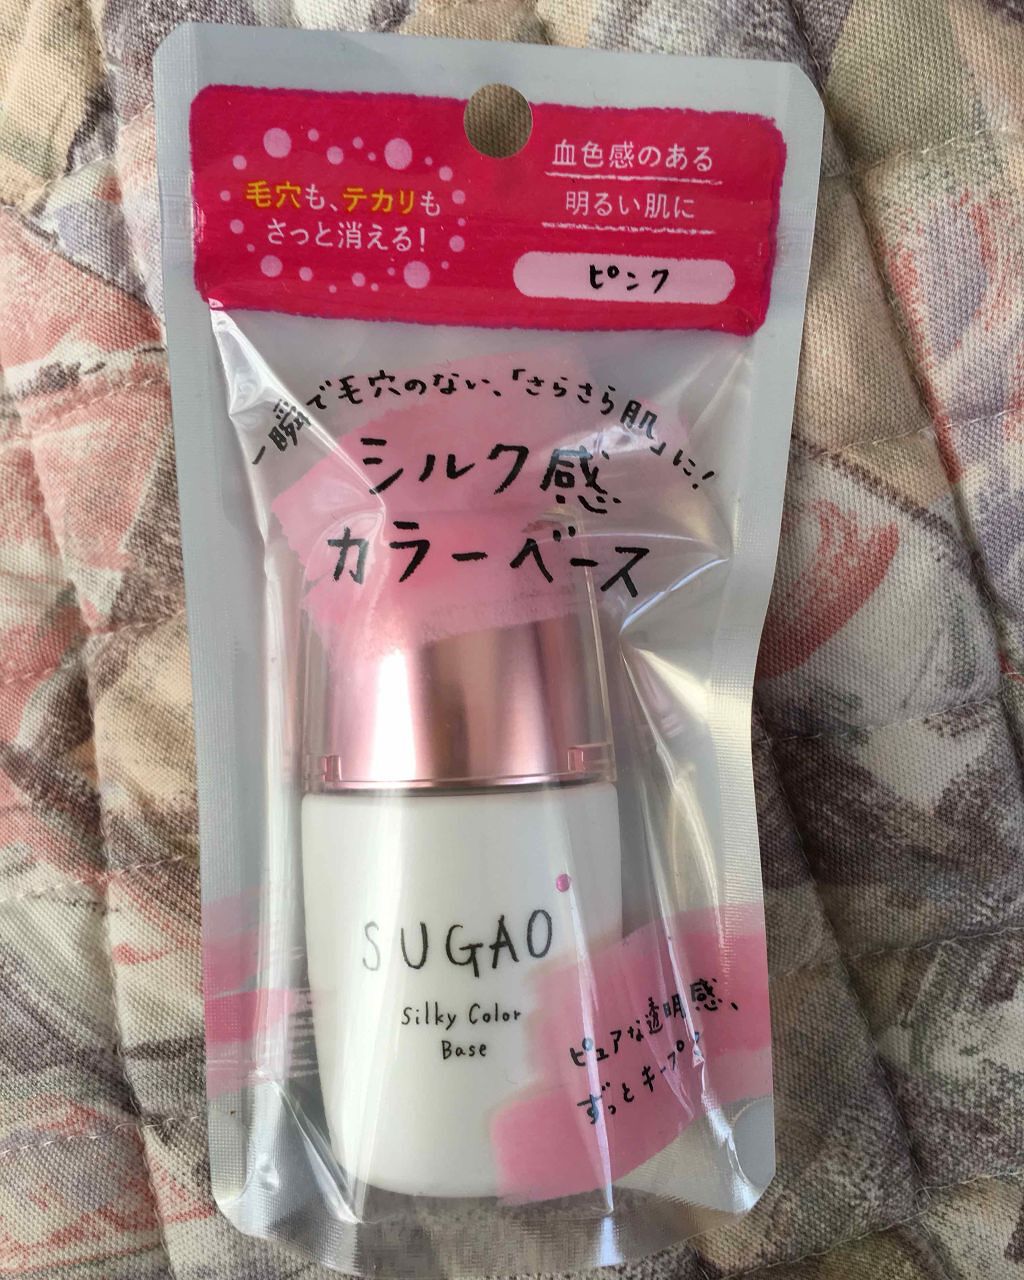 毛穴も、テカリも
さっと消える!
血色感のある
明るい肌に
ピンク
一瞬で毛穴のない、「さらさら肌」に!
シルク感
カラーベース
SUGAO
Silky Color
Base
ピュアな透明感、
ずっとキープ